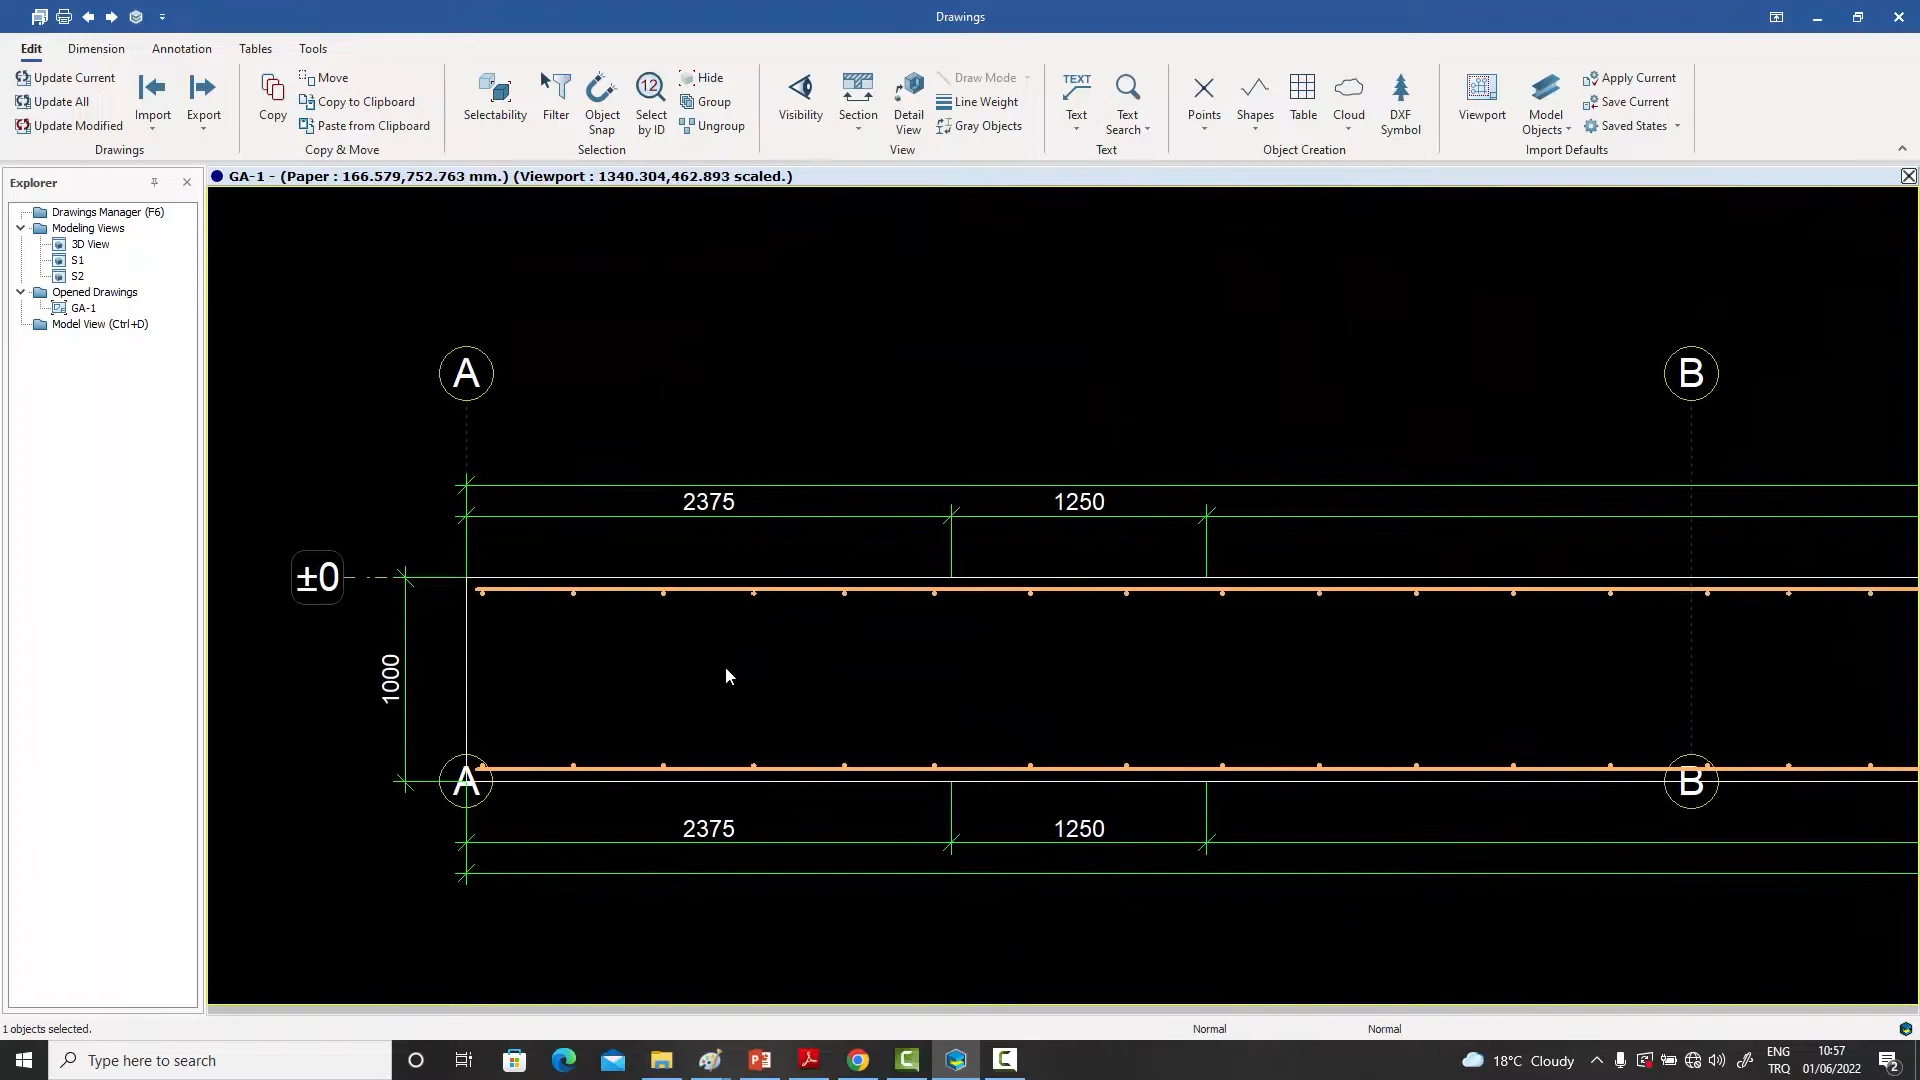 Drawings
Edit Dimension Annotation Tables Tools
Update Current
Update All
Update Modified
Import
Export
Drawings
Copy
Move
Copy to Clipboard
Paste from Clipboard
Copy & Move
Selectability
Filter
Object Snap
12
Select by ID
Hide
Group
Ungroup
Selection
Visibility
Section
Detail View
Draw Mode
Line Weight
Gray Objects
View
TEXT
Text
Text Search
Text
Points
Shapes
Table
Cloud
DXF Symbol
Object Creation
Viewport
Model Objects
Apply Current
Save Current
Saved States
Import Defaults
Explorer
Drawings Manager (F6)
Modeling Views
3D View
S1
S2
Opened Drawings
GA-1
Model View (Ctrl+D)
GA-1 - (Paper : 166.579,752.763 mm.) (Viewport : 1340.304,462.893 scaled.)
A B
2375 1250
±0
1000
A B
2375 1250
1 objects selected.
Normal Normal
Type here to search
18°C Cloudy
ENG
TRQ
10:57
01/06/2022
2